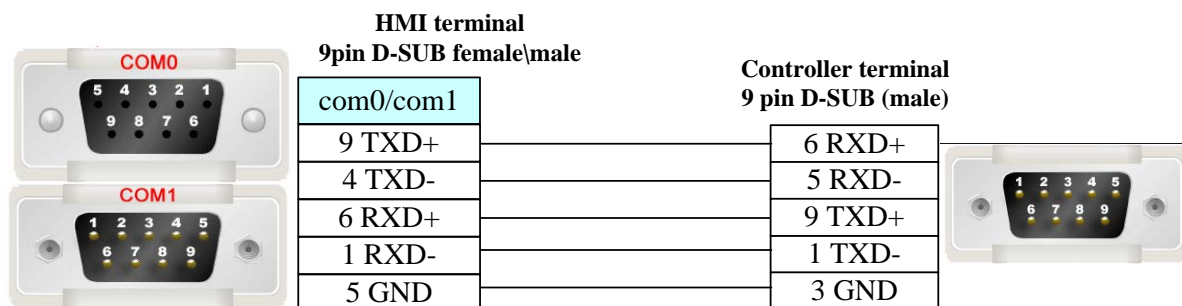 HMI terminal
9pin D-SUB female\male
COM0
5 4 3 2 1
9 8 7 6
COM1
1 2 3 4 5
6 7 8 9
com0/com1
9 TXD+
4 TXD-
6 RXD+
1 RXD-
5 GND
Controller terminal
9 pin D-SUB (male)
6 RXD+
5 RXD-
9 TXD+
1 TXD-
3 GND
1 2 3 4 5
6 7 8 9